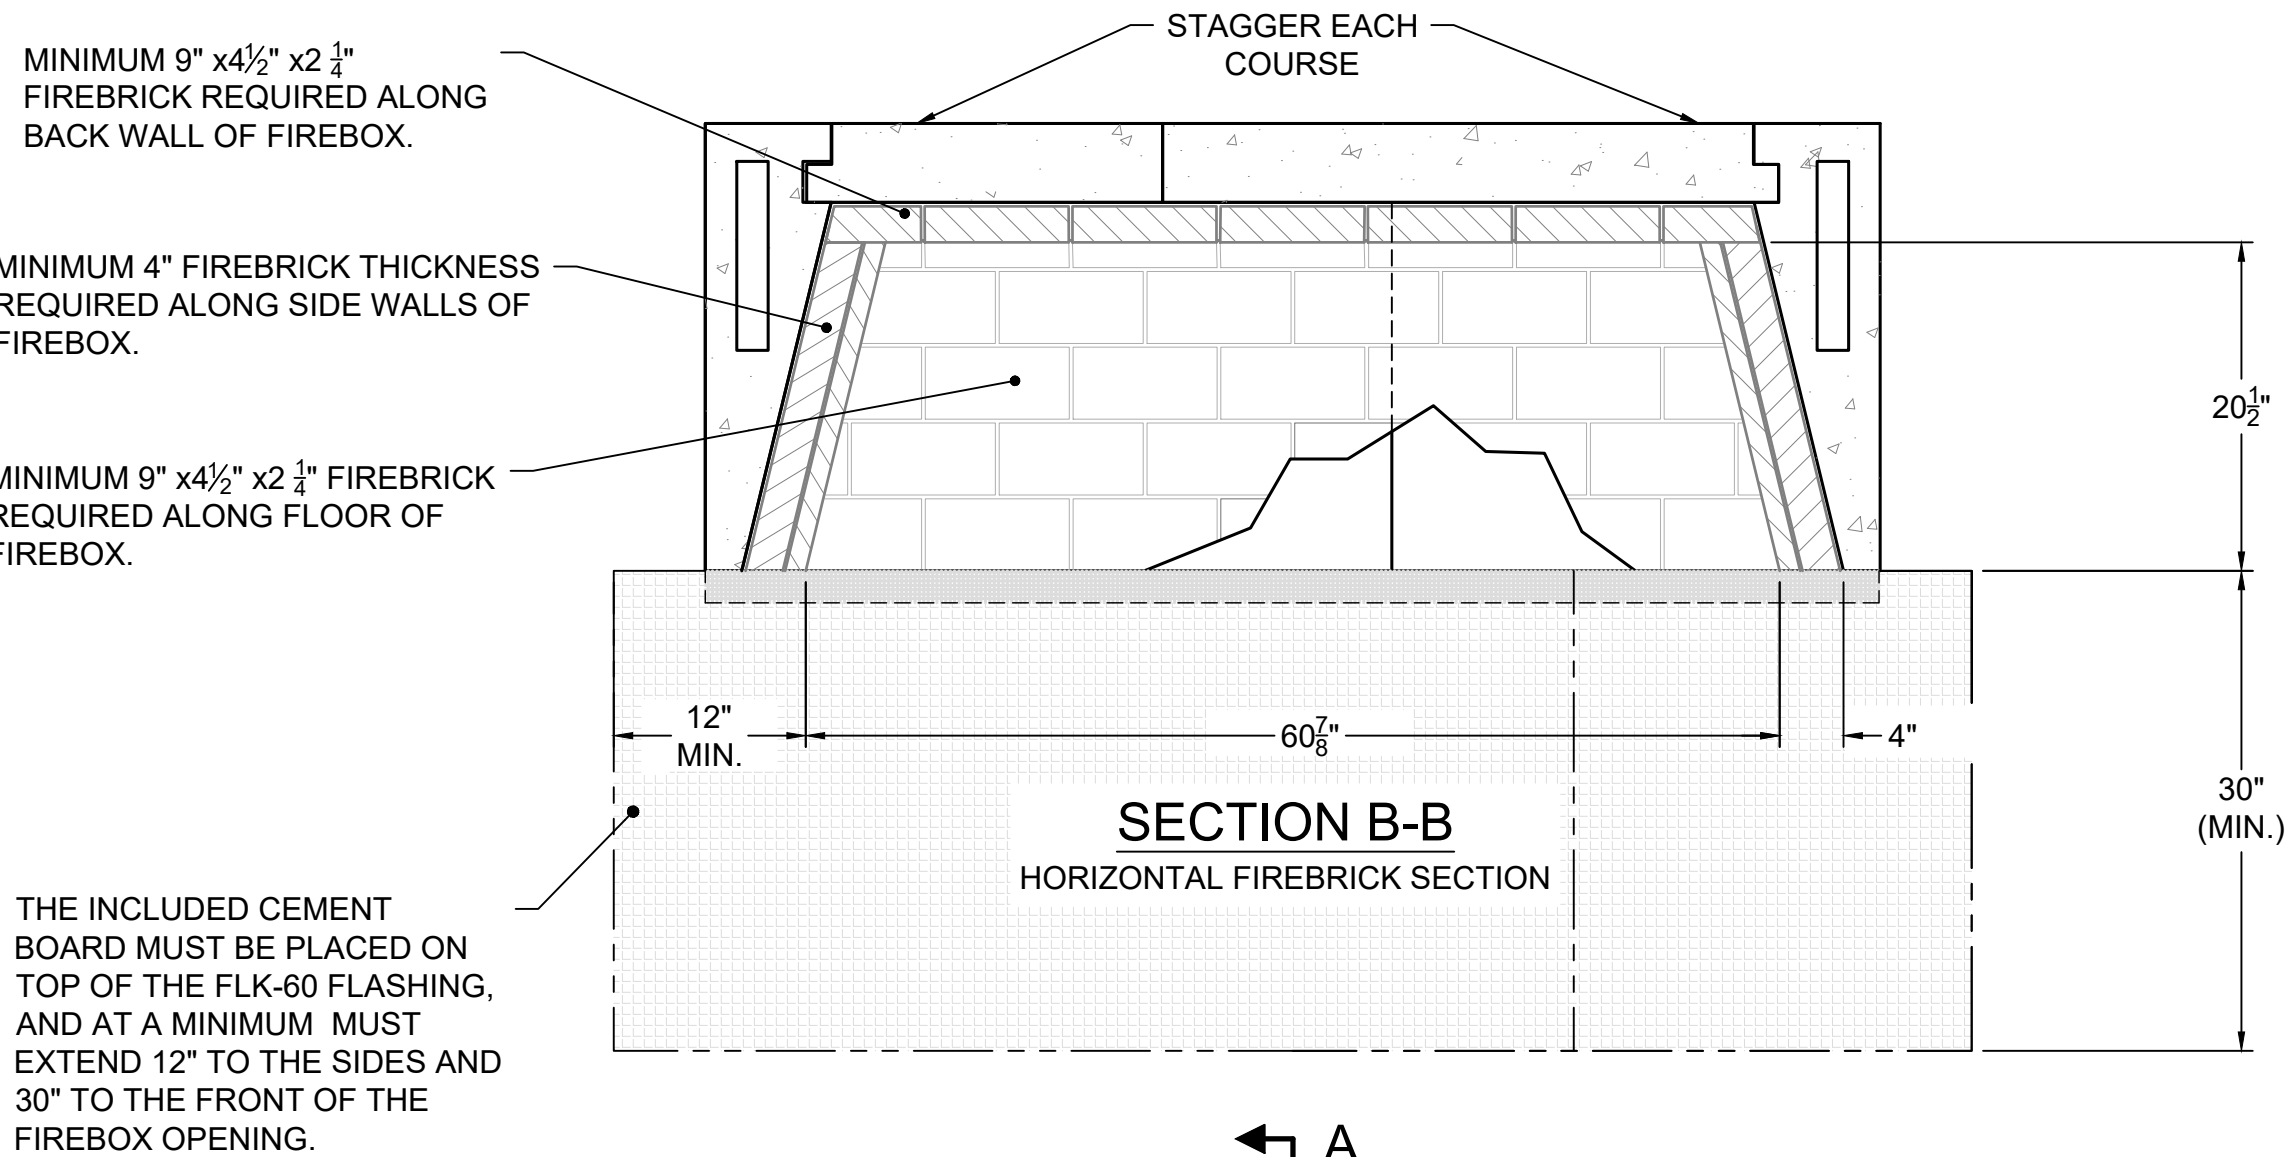 STAGGER EACH
COURSE
MINIMUM 9" x4½" x2 ¼"
FIREBRICK REQUIRED ALONG
BACK WALL OF FIREBOX.
MINIMUM 4" FIREBRICK THICKNESS
REQUIRED ALONG SIDE WALLS OF
FIREBOX.
MINIMUM 9" x4½" x2 ¼" FIREBRICK
REQUIRED ALONG FLOOR OF
FIREBOX.
20½"
12"
MIN.
60⅞"
4"
30"
(MIN.)
SECTION B-B
HORIZONTAL FIREBRICK SECTION
THE INCLUDED CEMENT
BOARD MUST BE PLACED ON
TOP OF THE FLK-60 FLASHING,
AND AT A MINIMUM MUST
EXTEND 12" TO THE SIDES AND
30" TO THE FRONT OF THE
FIREBOX OPENING.
A